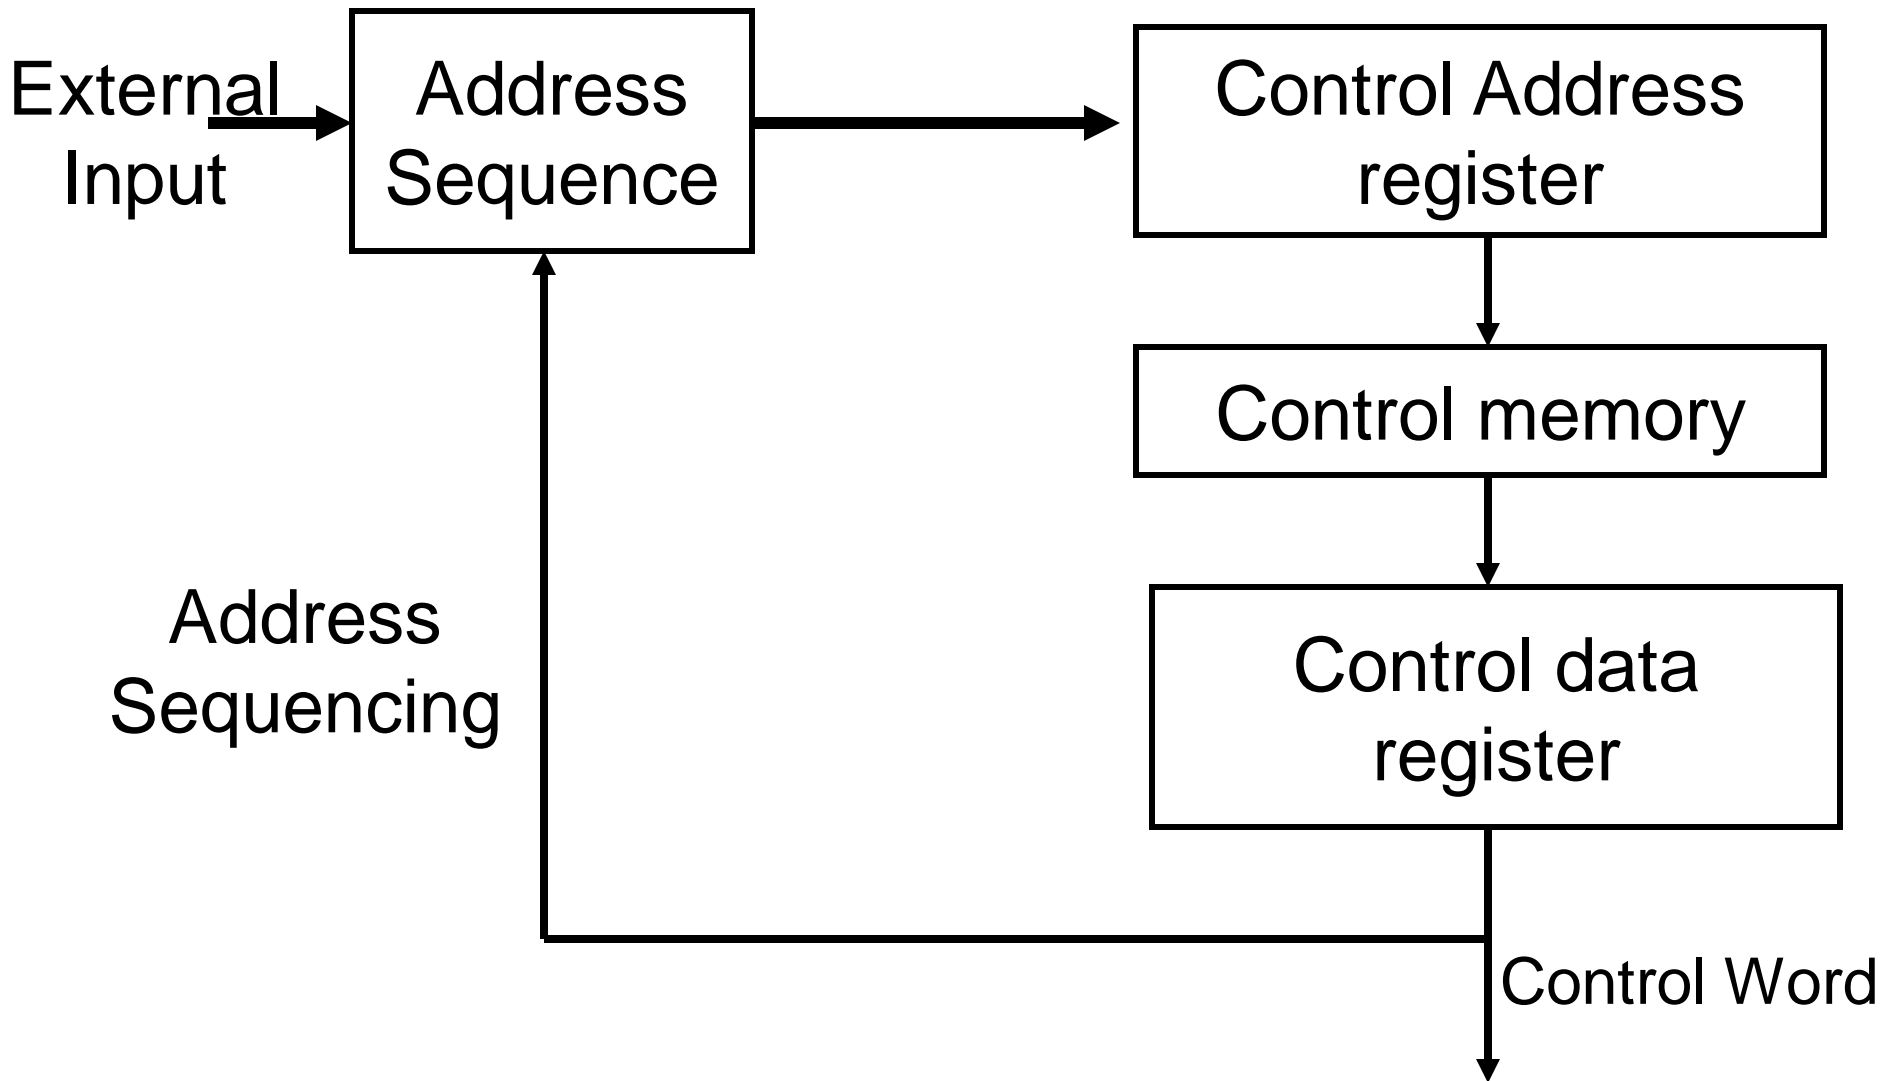 External
Input
Address
Sequence
Control Address
register
Control memory
Control data
register
Address
Sequencing
Control Word